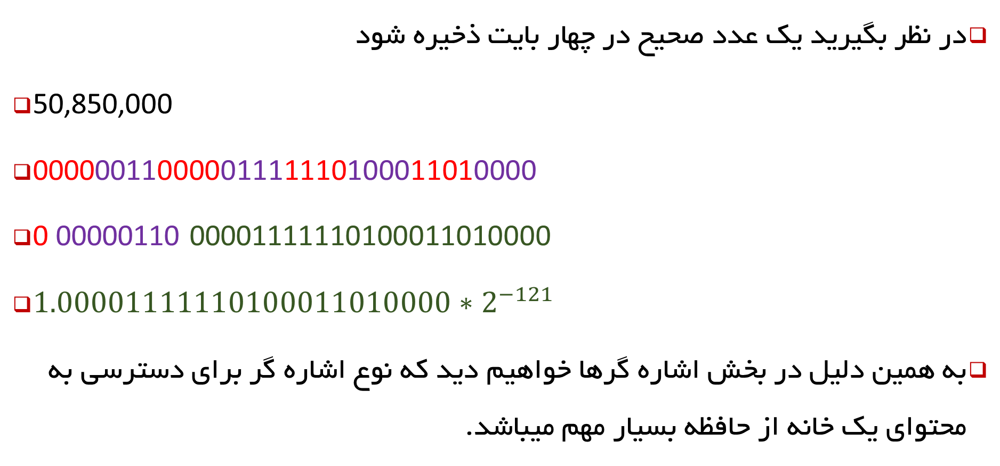 در نظر بگیرید یک عدد صحیح در چهار بایت ذخیره شود
50,850,000
00000011000001111110100011010000
0 00000110 00001111110100011010000
1.00001111110100011010000 ∗ 2^−121
به همین دلیل در بخش اشاره گرها خواهیم دید که نوع اشاره گر برای دسترسی به
محتوای یک خانه از حافظه بسیار مهم میباشد.